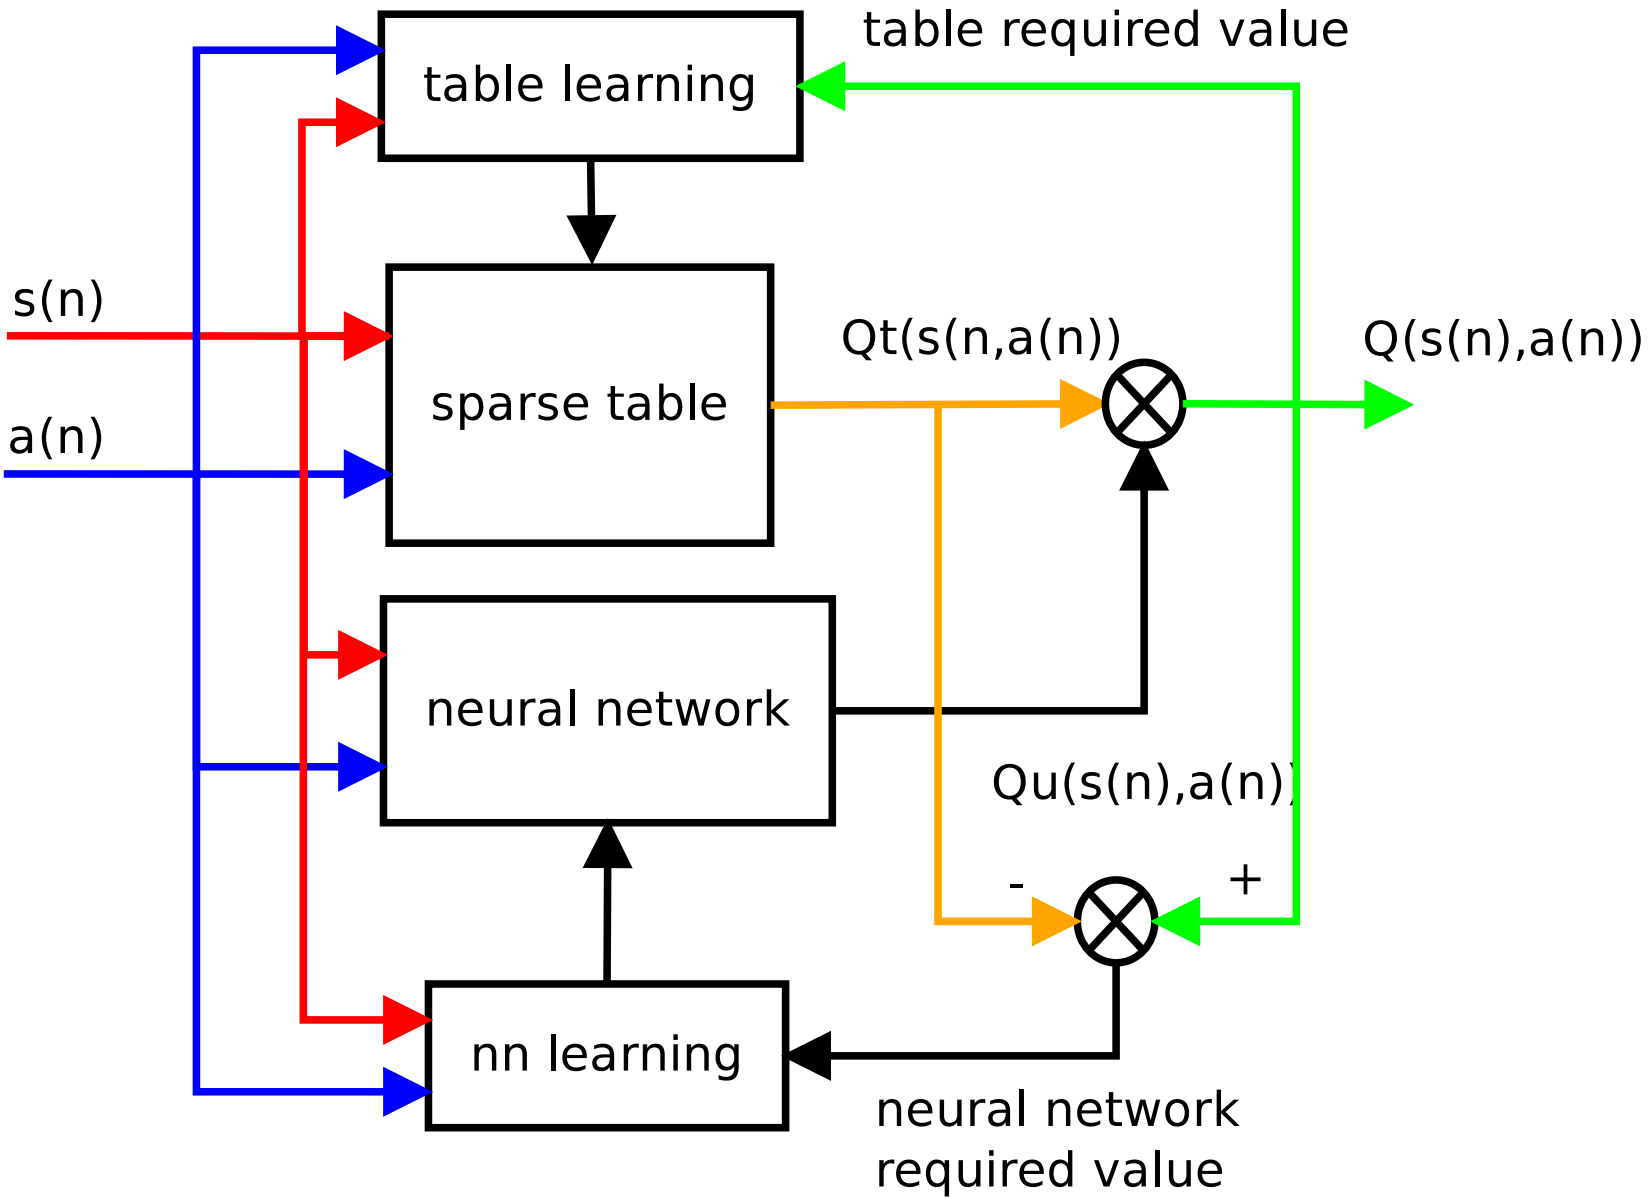 table required value
table learning
s(n)
Qt(s(n,a(n))
Q(s(n),a(n))
sparse table
a(n)
neural network
Qu(s(n),a(n))
-
+
nn learning
neural network
required value